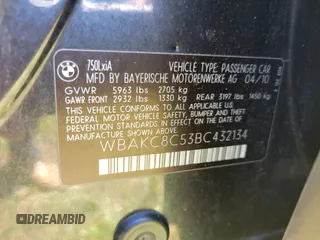 750LxiA
VEHICLE TYPE: PASSENGER CAR
MFD BY BAYERISCHE MOTORENWERKE AG 04/10
GVWR 5963 lbs 2705 kg
GAWR FRONT 2932 lbs 1330 kg REAR 3197 lbs 1450 kg
THIS VEHICLE CONFORMS TO ALL APPLICABLE U.S.
FEDERAL MOTOR VEHICLE SAFETY, BUMPER, AND
THEFT PREVENTION STANDARDS IN EFFECT ON THE DATE OF
MANUFACTURE SHOWN ABOVE.
WBAKC8C53BC432134
DREAMBID